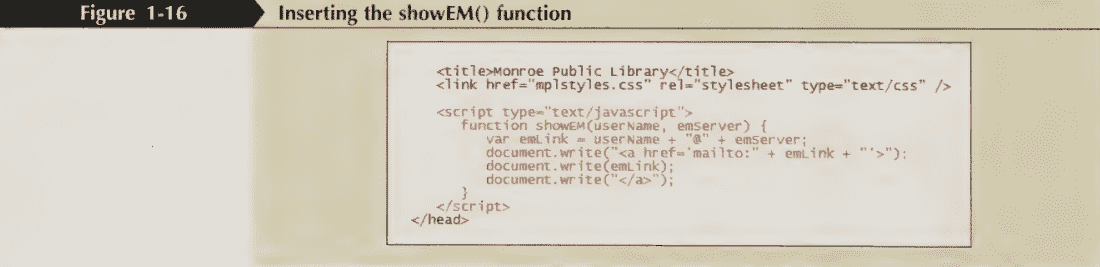 Figure 1-16
Inserting the showEM() function
<title>Monroe Public Library</title>
<link href="mplstyles.css" rel="stylesheet" type="text/css" />
<script type="text/javascript">
function showEM(userName, emServer) {
var emLink = userName + "@" + emServer;
document.write("<a href='mailto:" + emLink + "'>");
document.write(emLink);
document.write("</a>");
}
</script>
</head>